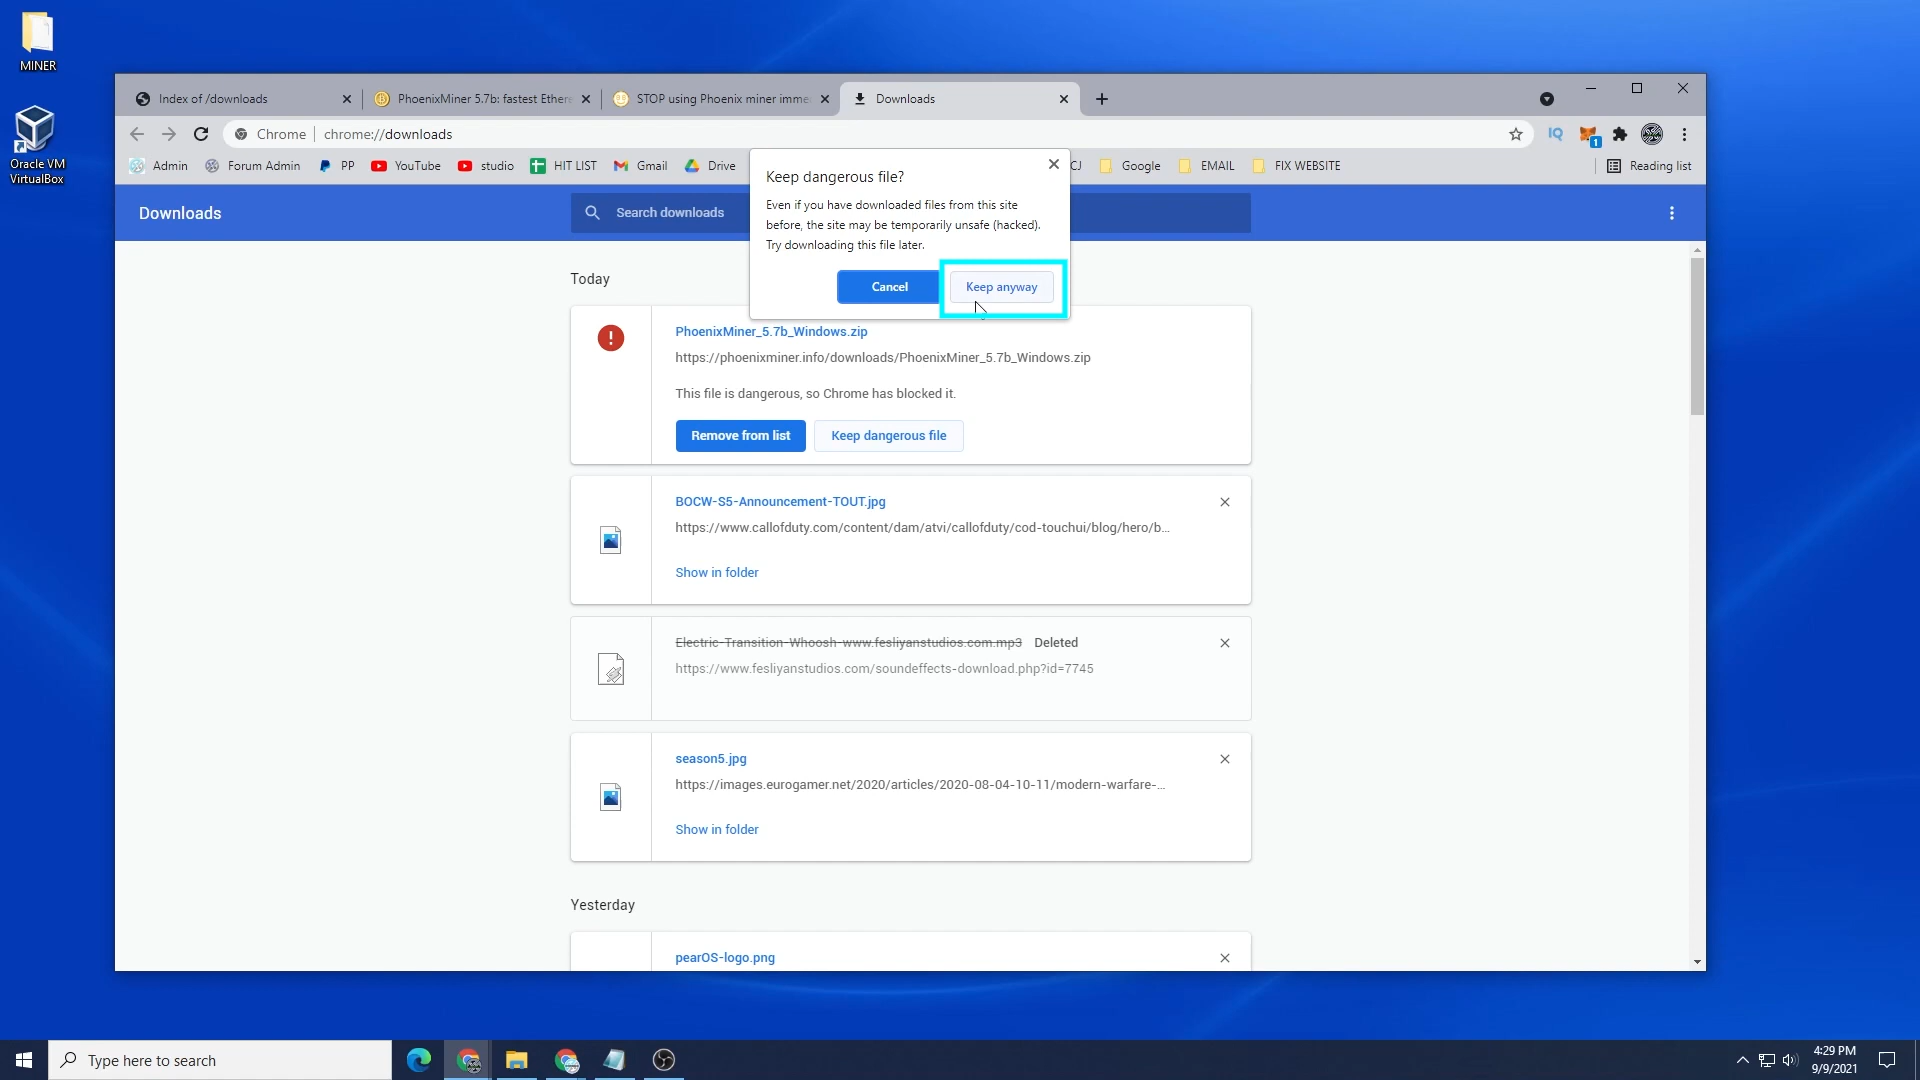 MINER
Oracle VM
VirtualBox
Index of /downloads
PhoenixMiner 5.7b: fastest Ethere
STOP using Phoenix miner imme
Downloads
Chrome
chrome://downloads
1
Admin
Forum Admin
PP
YouTube
studio
HIT LIST
Gmail
Drive
CJ
Google
EMAIL
FIX WEBSITE
Reading list
Downloads
Search downloads
Keep dangerous file?
Even if you have downloaded files from this site
before, the site may be temporarily unsafe (hacked).
Try downloading this file later.
Cancel
Keep anyway
Today
PhoenixMiner_5.7b_Windows.zip
https://phoenixminer.info/downloads/PhoenixMiner_5.7b_Windows.zip
This file is dangerous, so Chrome has blocked it.
Remove from list
Keep dangerous file
BOCW-S5-Announcement-TOUT.jpg
https://www.callofduty.com/content/dam/atvi/callofduty/cod-touchui/blog/hero/b...
Show in folder
Electric-Transition-Whoosh-www.fesliyanstudios.com.mp3 Deleted
https://www.fesliyanstudios.com/soundeffects-download.php?id=7745
season5.jpg
https://images.eurogamer.net/2020/articles/2020-08-04-10-11/modern-warfare-...
Show in folder
Yesterday
pearOS-logo.png
Type here to search
4:29 PM
9/9/2021